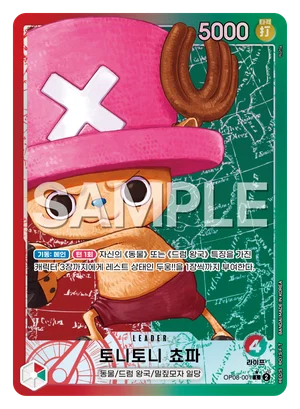 5000
타격
打
SAMPLE
기동: 메인 턴 1회 자신의 《동물》 또는 《드럼 왕국》 특징을 가진
캐릭터 3장까지에게 레스트 상태인 두웅!!을 1장씩까지 부여한다.
LEADER
토니토니 쵸파
4
라이프
동물/드럼 왕국/밀짚모자 일당
OP08-001 L 2